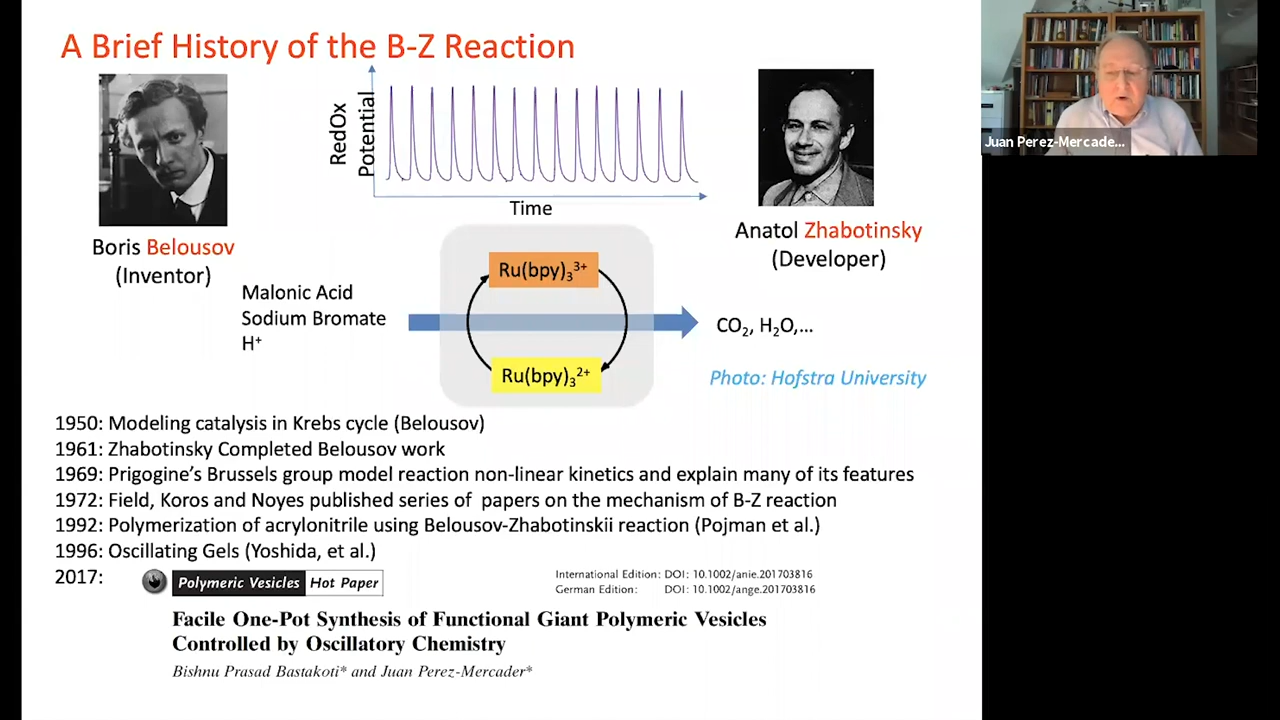 A Brief History of the B-Z Reaction
RedOx
Potential
Time
Boris Belousov
(Inventor)
Anatol Zhabotinsky
(Developer)
Juan Perez-Mercade...
Malonic Acid
Sodium Bromate
H⁺
Ru(bpy)₃³⁺
Ru(bpy)₃²⁺
CO₂, H₂O,...
Photo: Hofstra University
1950: Modeling catalysis in Krebs cycle (Belousov)
1961: Zhabotinsky Completed Belousov work
1969: Prigogine's Brussels group model reaction non-linear kinetics and explain many of its features
1972: Field, Koros and Noyes published series of papers on the mechanism of B-Z reaction
1992: Polymerization of acrylonitrile using Belousov-Zhabotinskii reaction (Pojman et al.)
1996: Oscillating Gels (Yoshida, et al.)
2017:
Polymeric Vesicles Hot Paper
International Edition: DOI: 10.1002/anie.201703816
German Edition: DOI: 10.1002/ange.201703816
Facile One-Pot Synthesis of Functional Giant Polymeric Vesicles
Controlled by Oscillatory Chemistry
Bishnu Prasad Bastakoti* and Juan Perez-Mercader*